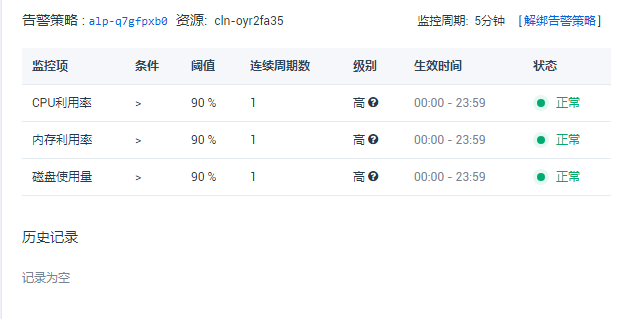 告警策略 : alp-q7gfpxb0 资源: cln-oyr2fa35 监控周期: 5分钟 [解绑告警策略]
监控项 条件 阈值 连续周期数 级别 生效时间 状态
CPU利用率 > 90 % 1 高 ? 00:00 - 23:59 正常
内存利用率 > 90 % 1 高 ? 00:00 - 23:59 正常
磁盘使用量 > 90 % 1 高 ? 00:00 - 23:59 正常
历史记录
记录为空